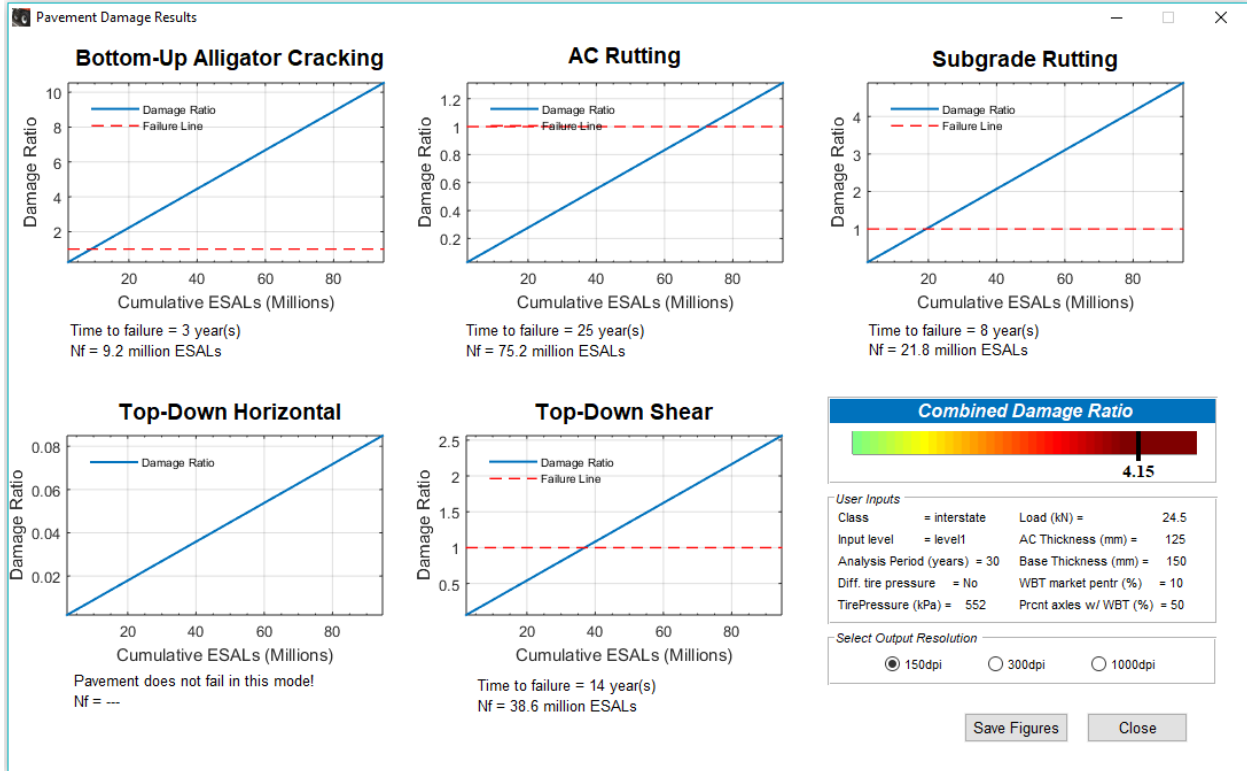 Pavement Damage Results
Bottom-Up Alligator Cracking
10
8
6
4
2
Damage Ratio
Damage Ratio
Failure Line
20 40 60 80
Cumulative ESALs (Millions)
Time to failure = 3 year(s)
Nf = 9.2 million ESALs
AC Rutting
1.2
1
0.8
0.6
0.4
0.2
Damage Ratio
Damage Ratio
Failure Line
20 40 60 80
Cumulative ESALs (Millions)
Time to failure = 25 year(s)
Nf = 75.2 million ESALs
Subgrade Rutting
4
3
2
1
Damage Ratio
Damage Ratio
Failure Line
20 40 60 80
Cumulative ESALs (Millions)
Time to failure = 8 year(s)
Nf = 21.8 million ESALs
Top-Down Horizontal
0.08
0.06
0.04
0.02
Damage Ratio
Damage Ratio
20 40 60 80
Cumulative ESALs (Millions)
Pavement does not fail in this mode!
Nf = ---
Top-Down Shear
2.5
2
1.5
1
0.5
Damage Ratio
Damage Ratio
Failure Line
20 40 60 80
Cumulative ESALs (Millions)
Time to failure = 14 year(s)
Nf = 38.6 million ESALs
Combined Damage Ratio
4.15
User Inputs
Class = interstate Load (kN) = 24.5
Input level = level1 AC Thickness (mm) = 125
Analysis Period (years) = 30 Base Thickness (mm) = 150
Diff. tire pressure = No WBT market pentr (%) = 10
TirePressure (kPa) = 552 Prcnt axles w/ WBT (%) = 50
Select Output Resolution
150dpi 300dpi 1000dpi
Save Figures Close